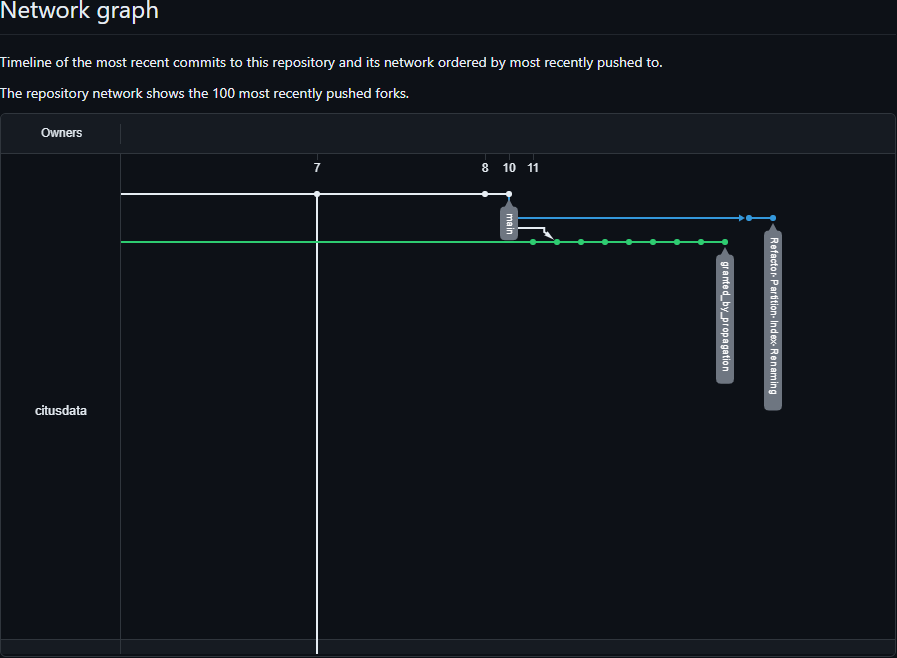 Network graph
Timeline of the most recent commits to this repository and its network ordered by most recently pushed to.
The repository network shows the 100 most recently pushed forks.
Owners
7 8 10 11
main
granted_by_propagation
Refactor-Partition-Index-Renaming
citusdata